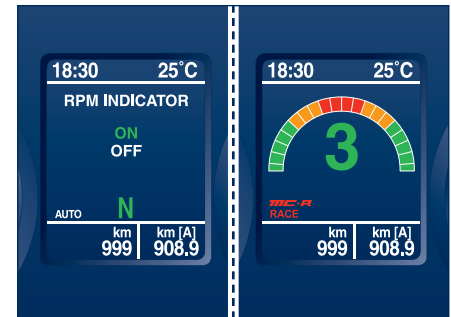 18:30 25°C
RPM INDICATOR
ON
OFF
AUTO N
km km [A]
999 908.9
18:30 25°C
3
MC-R
RACE
km km [A]
999 908.9